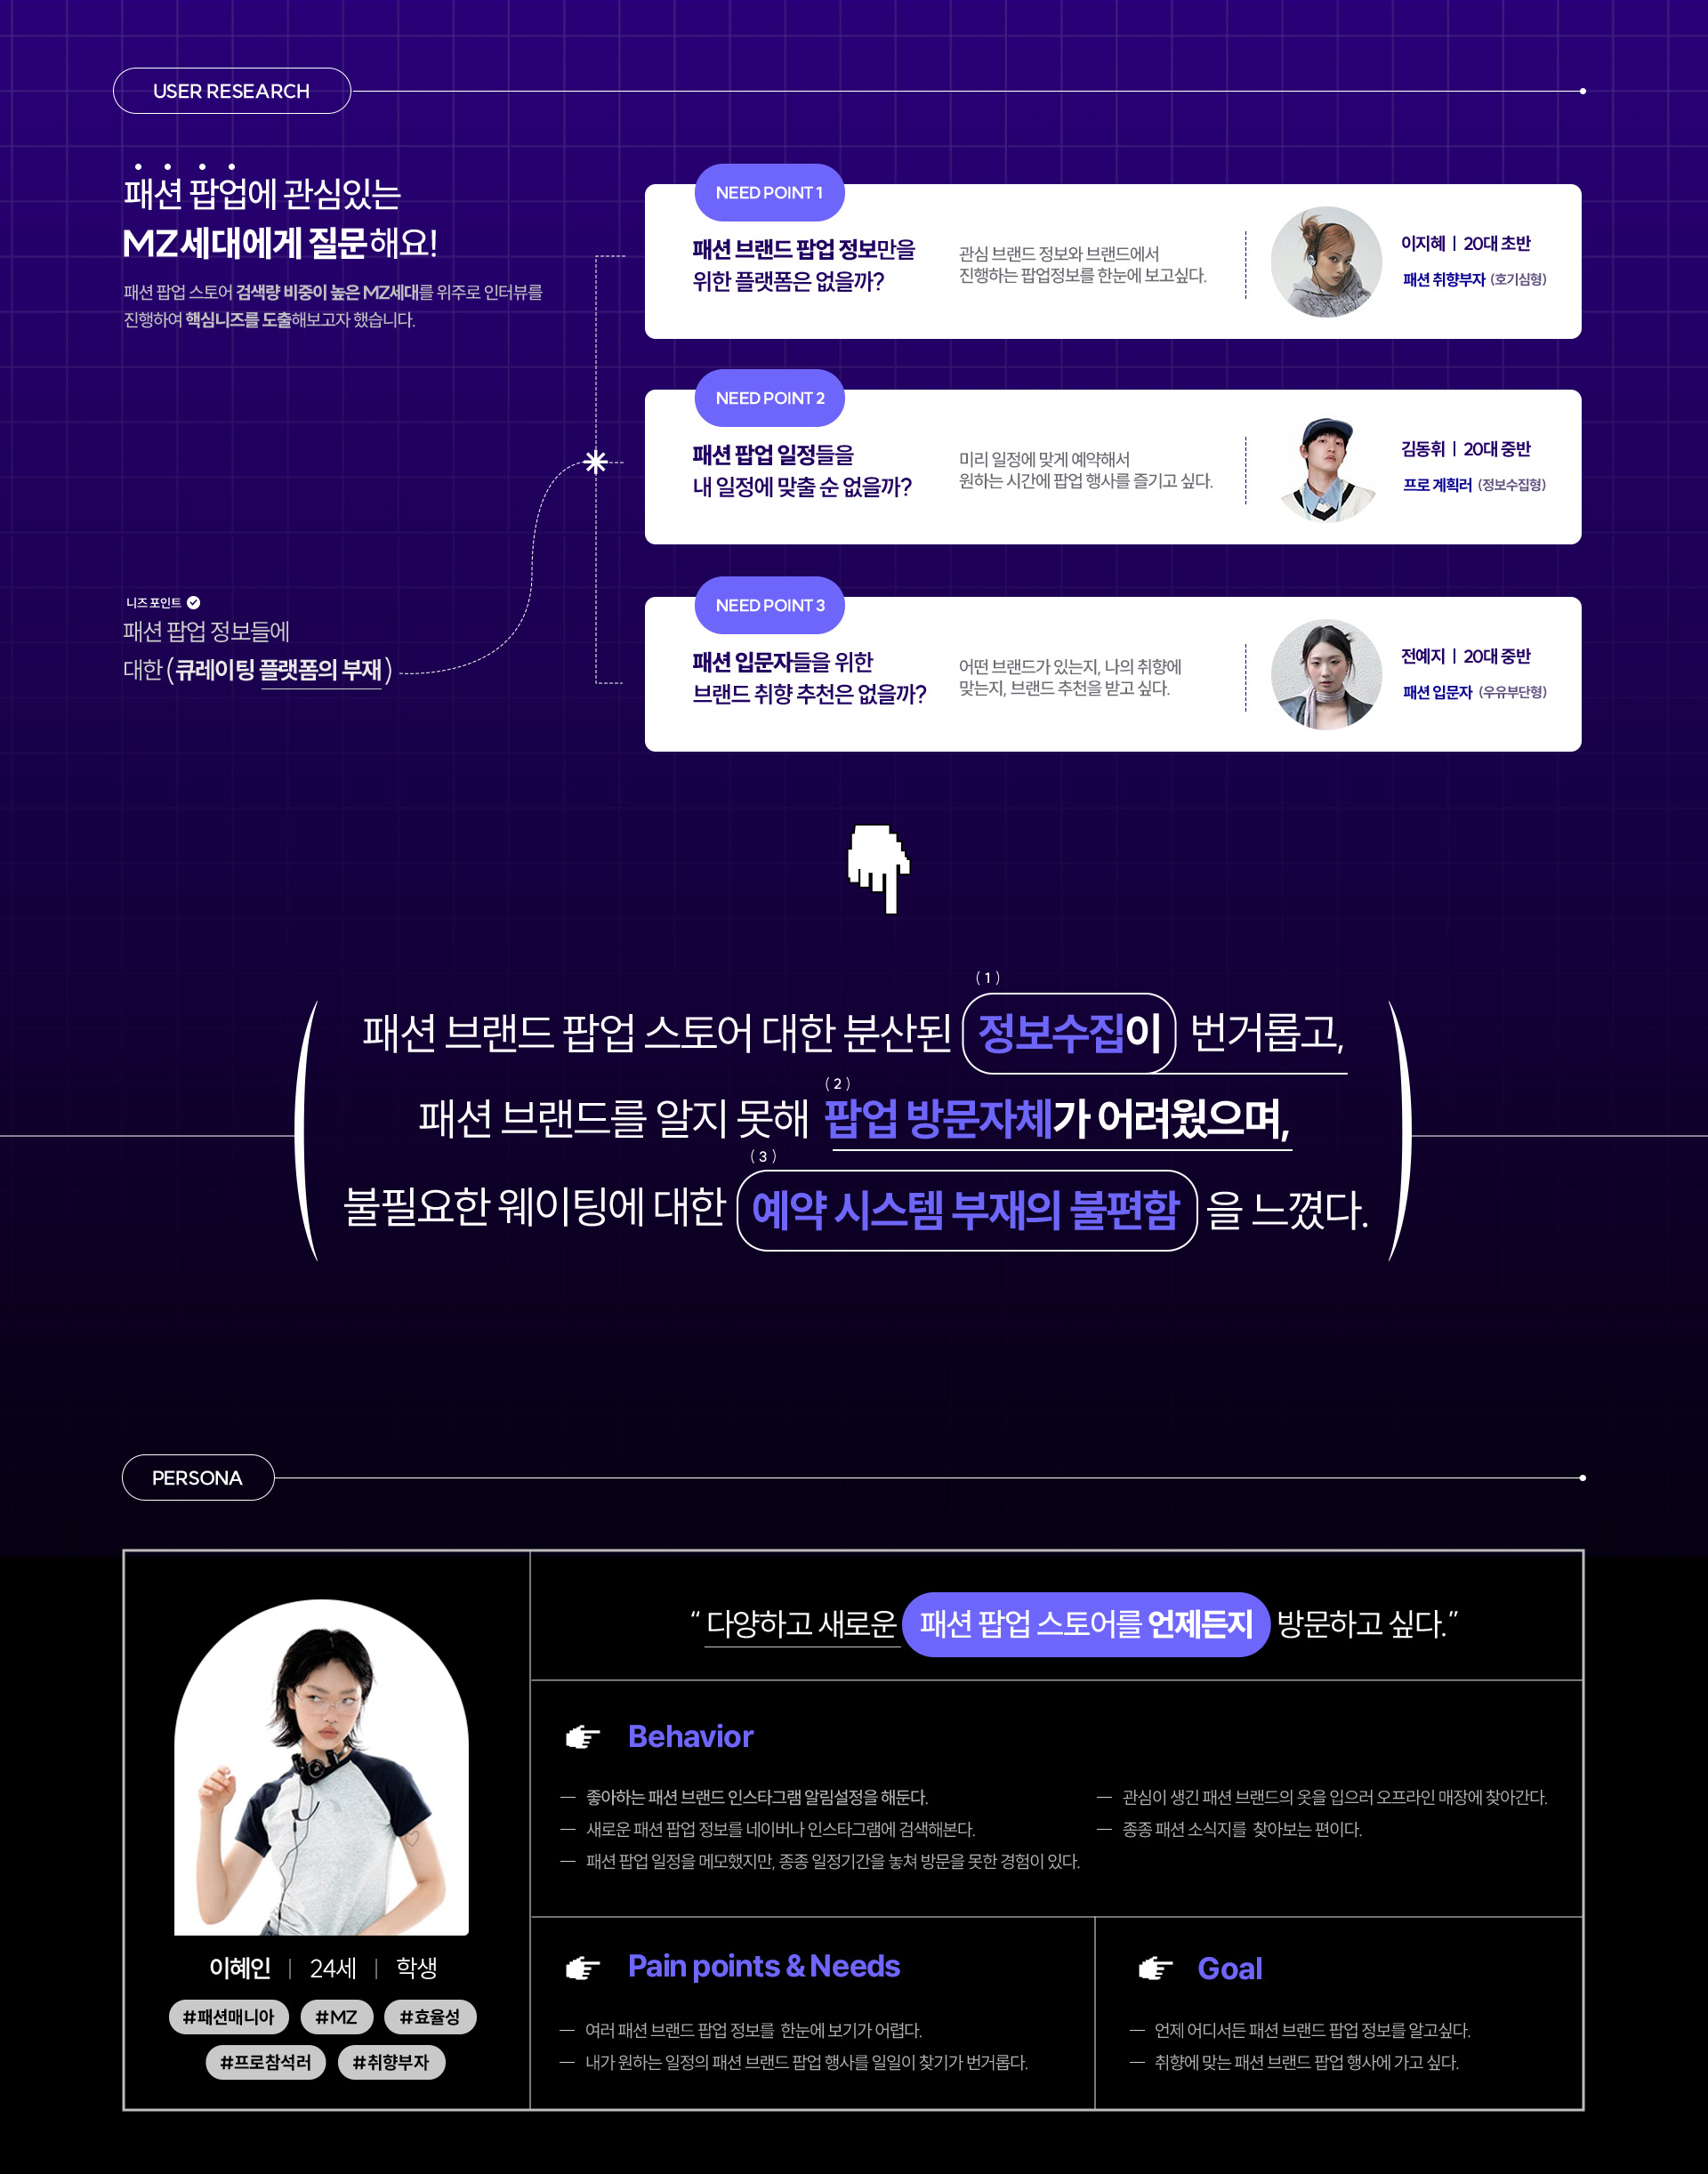 USER RESEARCH
패션 팝업에 관심있는
MZ세대에게 질문해요!
패션 팝업 스토어 검색량 비중이 높은 MZ세대를 위주로 인터뷰를
진행하여 핵심니즈를 도출해보고자 했습니다.
니즈 포인트
패션 팝업 정보들에
대한 (큐레이팅 플랫폼의 부재)
NEED POINT 1
패션 브랜드 팝업 정보만을
위한 플랫폼은 없을까?
관심 브랜드 정보와 브랜드에서
진행하는 팝업정보를 한눈에 보고싶다.
이지혜 | 20대 초반
패션 취향부자 (호기심형)
NEED POINT 2
패션 팝업 일정들을
내 일정에 맞출 순 없을까?
미리 일정에 맞게 예약해서
원하는 시간에 팝업 행사를 즐기고 싶다.
김동휘 | 20대 중반
프로 계획러 (정보수집형)
NEED POINT 3
패션 입문자들을 위한
브랜드 취향 추천은 없을까?
어떤 브랜드가 있는지, 나의 취향에
맞는지, 브랜드 추천을 받고 싶다.
전예지 | 20대 중반
패션 입문자 (우유부단형)
(1)
패션 브랜드 팝업 스토어 대한 분산된 정보수집이 번거롭고,
(2)
패션 브랜드를 알지 못해 팝업 방문자체가 어려웠으며,
(3)
불필요한 웨이팅에 대한 예약 시스템 부재의 불편함을 느꼈다.
PERSONA
“ 다양하고 새로운 패션 팝업 스토어를 언제든지 방문하고 싶다.”
Behavior
— 좋아하는 패션 브랜드 인스타그램 알림설정을 해둔다.
— 새로운 패션 팝업 정보를 네이버나 인스타그램에 검색해본다.
— 패션 팝업 일정을 메모했지만, 종종 일정기간을 놓쳐 방문을 못한 경험이 있다.
— 관심이 생긴 패션 브랜드의 옷을 입으러 오프라인 매장에 찾아간다.
— 종종 패션 소식지를 찾아보는 편이다.
이혜인 | 24세 | 학생
#패션매니아 #MZ #효율성
#프로참석러 #취향부자
Pain points & Needs
— 여러 패션 브랜드 팝업 정보를 한눈에 보기가 어렵다.
— 내가 원하는 일정의 패션 브랜드 팝업 행사를 일일이 찾기가 번거롭다.
Goal
— 언제 어디서든 패션 브랜드 팝업 정보를 알고싶다.
— 취향에 맞는 패션 브랜드 팝업 행사에 가고 싶다.